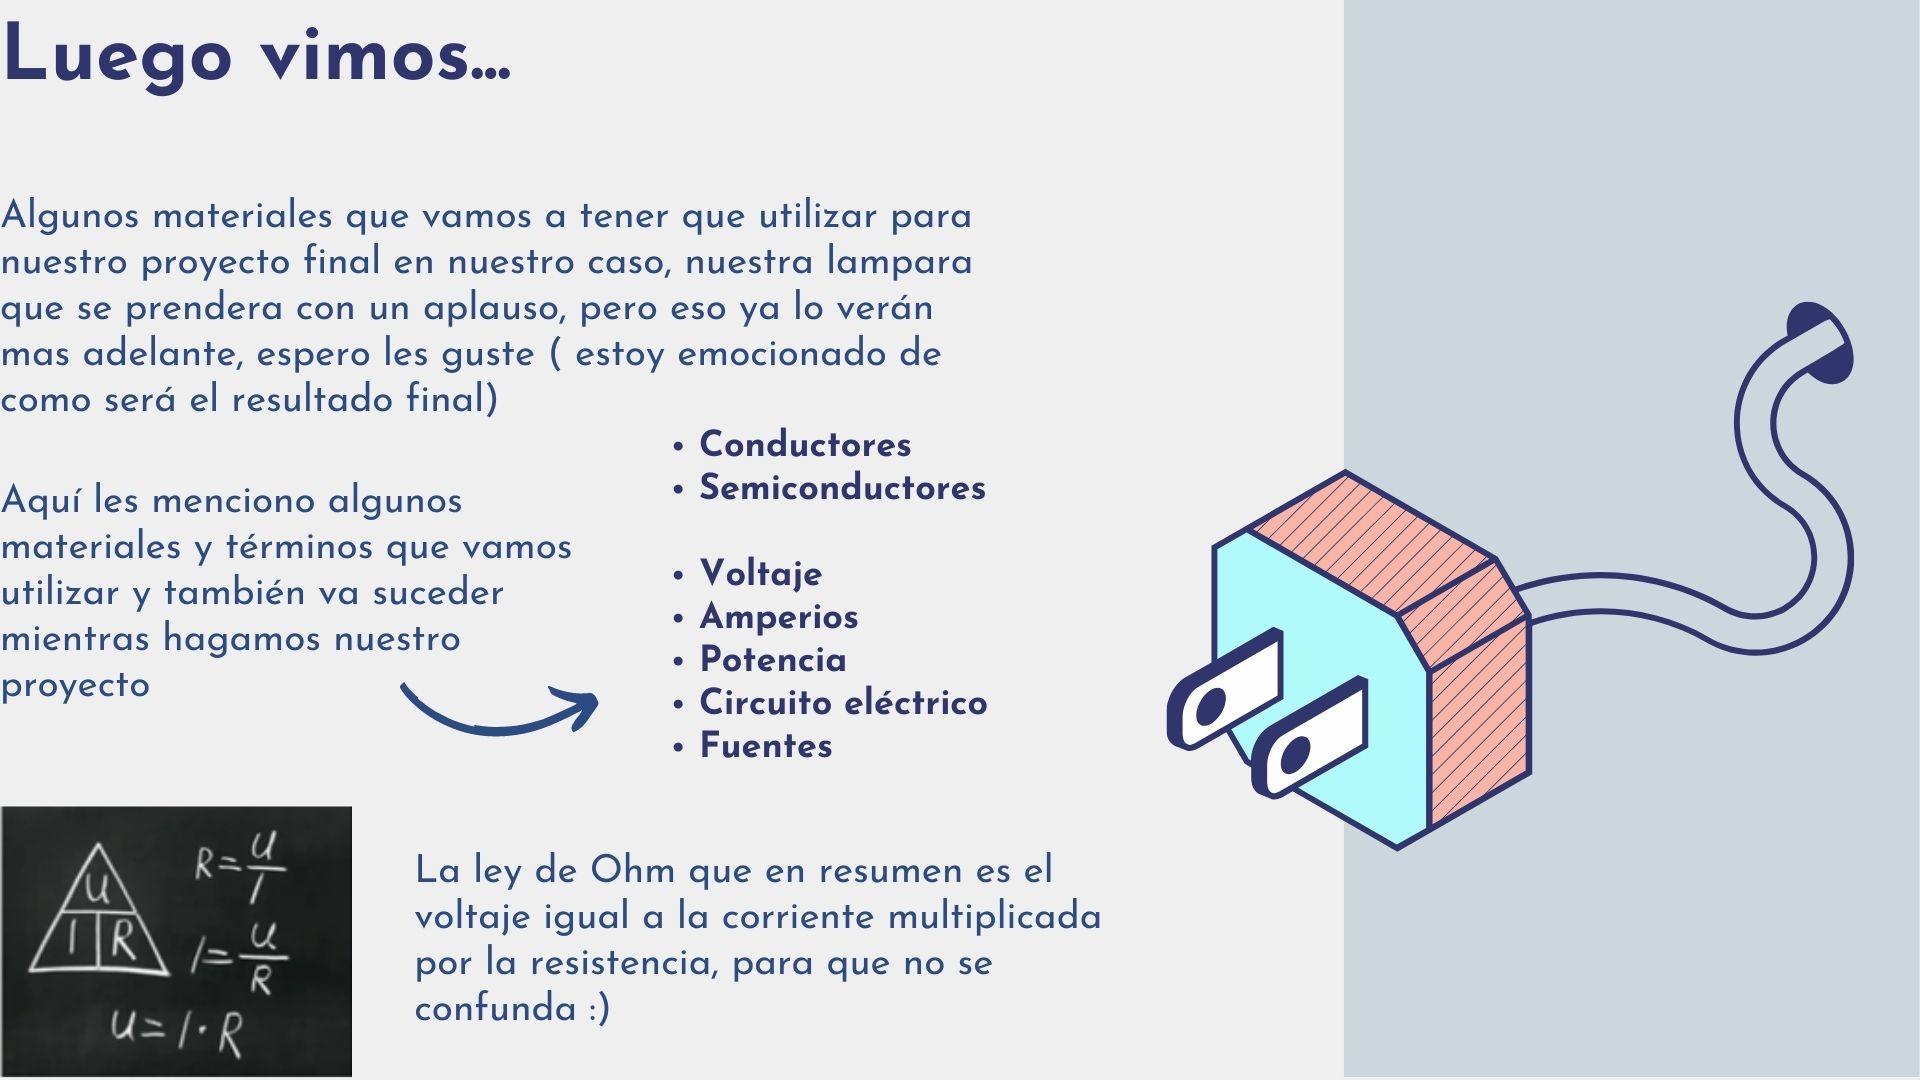 Luego vimos...
Algunos materiales que vamos a tener que utilizar para
nuestro proyecto final en nuestro caso, nuestra lampara
que se prendera con un aplauso, pero eso ya lo verán
mas adelante, espero les guste ( estoy emocionado de
como será el resultado final)
Aquí les menciono algunos
materiales y términos que vamos
utilizar y también va suceder
mientras hagamos nuestro
proyecto
• Conductores
• Semiconductores
• Voltaje
• Amperios
• Potencia
• Circuito eléctrico
• Fuentes
U
I R
R = U/I
I = U/R
U = I · R
La ley de Ohm que en resumen es el
voltaje igual a la corriente multiplicada
por la resistencia, para que no se
confunda :)